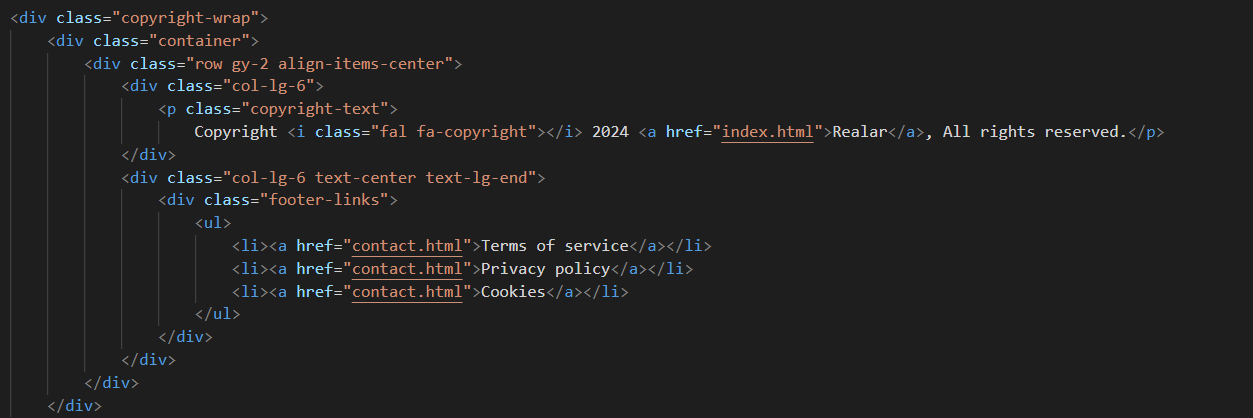 <div class="copyright-wrap">
<div class="container">
<div class="row gy-2 align-items-center">
<div class="col-lg-6">
<p class="copyright-text">
Copyright <i class="fal fa-copyright"></i> 2024 <a href="index.html">Realar</a>, All rights reserved.</p>
</div>
<div class="col-lg-6 text-center text-lg-end">
<div class="footer-links">
<ul>
<li><a href="contact.html">Terms of service</a></li>
<li><a href="contact.html">Privacy policy</a></li>
<li><a href="contact.html">Cookies</a></li>
</ul>
</div>
</div>
</div>
</div>